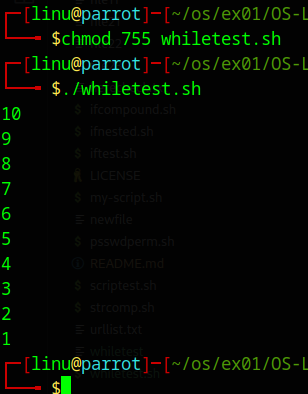 ┌─[linu@parrot]─[~/os/ex01/OS-L
└──╼ $chmod 755 whiletest.sh
┌─[linu@parrot]─[~/os/ex01/OS-L
└──╼ $./whiletest.sh
10
9
8
7
6
5
4
3
2
1
┌─[linu@parrot]─[~/os/ex01/OS-L
└──╼ $
ifcompound.sh
ifnested.sh
iftest.sh
LICENSE
my-script.sh
newfile
psswdperm.sh
README.md
scriptest.sh
strcomp.sh
urllist.txt
whiletest